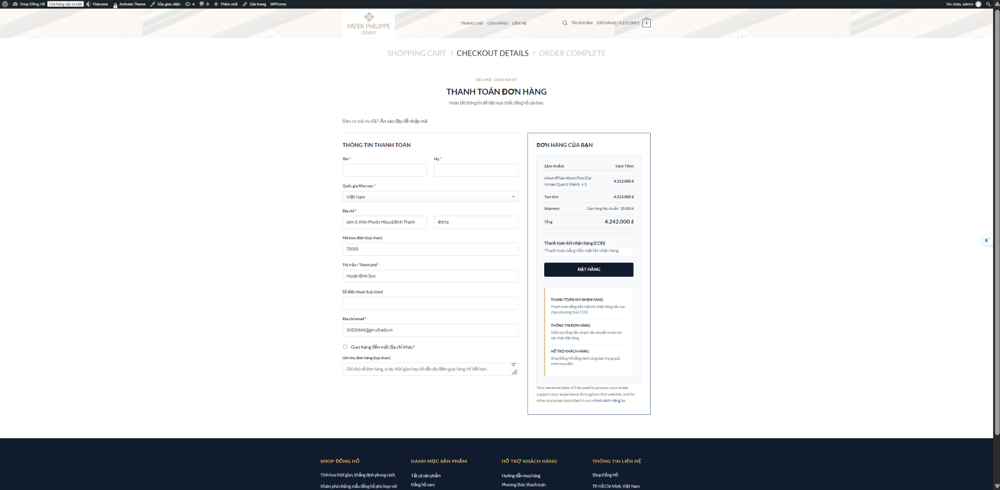 Shop Đồng Hồ Cửa hàng sắp ra mắt Flatsome Activate Theme Sửa giao diện 4 0 Thêm mới Sửa trang WPForms Xin chào, admin
PATEK PHILIPPE
GENEVE
TRANG CHỦ CỬA HÀNG LIÊN HỆ TÀI KHOẢN GIỎ HÀNG / 4.212.000 ₫ 1
SHOPPING CART > CHECKOUT DETAILS > ORDER COMPLETE
SECURE CHECKOUT
THANH TOÁN ĐƠN HÀNG
Hoàn tất thông tin để đặt mua chiếc đồng hồ của bạn.
Bạn có mã ưu đãi? Ấn vào đây để nhập mã
THÔNG TIN THANH TOÁN
Tên *
Họ *
Quốc gia/Khu vực *
Việt Nam
Địa chỉ *
xóm 5, thôn Phước Hòa,xã Bình Thanh
êttrte
Mã bưu điện (tuỳ chọn)
75000
Thị trấn / Thành phố *
Huyện Bình Sơn
Số điện thoại (tuỳ chọn)
Địa chỉ email *
24520666@gm.uit.edu.vn
Giao hàng đến một địa chỉ khác?
Ghi chú đơn hàng (tuỳ chọn)
Ghi chú về đơn hàng, ví dụ: thời gian hay chỉ dẫn địa điểm giao hàng chi tiết hơn.
ĐƠN HÀNG CỦA BẠN
SẢN PHẨM TẠM TÍNH
Aikon #Tide 40mm Pink Dial
Unisex Quartz Watch × 1
4.212.000 ₫
Tạm tính 4.212.000 ₫
Shipment Giao hàng tiêu chuẩn: 30.000 ₫
Tổng 4.242.000 ₫
Thanh toán khi nhận hàng (COD)
Thanh toán bằng tiền mặt khi nhận hàng.
ĐẶT HÀNG
THANH TOÁN KHI NHẬN HÀNG
Thanh toán bằng tiền mặt khi nhận hàng nếu lựa
chọn phương thức COD.
THÔNG TIN ĐƠN HÀNG
Kiểm tra tổng tiền và phí vận chuyển trước khi
xác nhận đặt hàng.
HỖ TRỢ KHÁCH HÀNG
Shop Đồng Hồ đồng hành cùng bạn trong quá
trình mua sắm.
Your personal data will be used to process your order,
support your experience throughout this website, and for
other purposes described in our chính sách riêng tư.
SHOP ĐỒNG HỒ
Tinh hoa thời gian, khẳng định phong cách.
Khám phá những mẫu đồng hồ phù hợp với
DANH MỤC SẢN PHẨM
Tất cả sản phẩm
Đồng hồ nam
HỖ TRỢ KHÁCH HÀNG
Hướng dẫn mua hàng
Phương thức thanh toán
THÔNG TIN LIÊN HỆ
Shop Đồng Hồ
TP. Hồ Chí Minh, Việt Nam